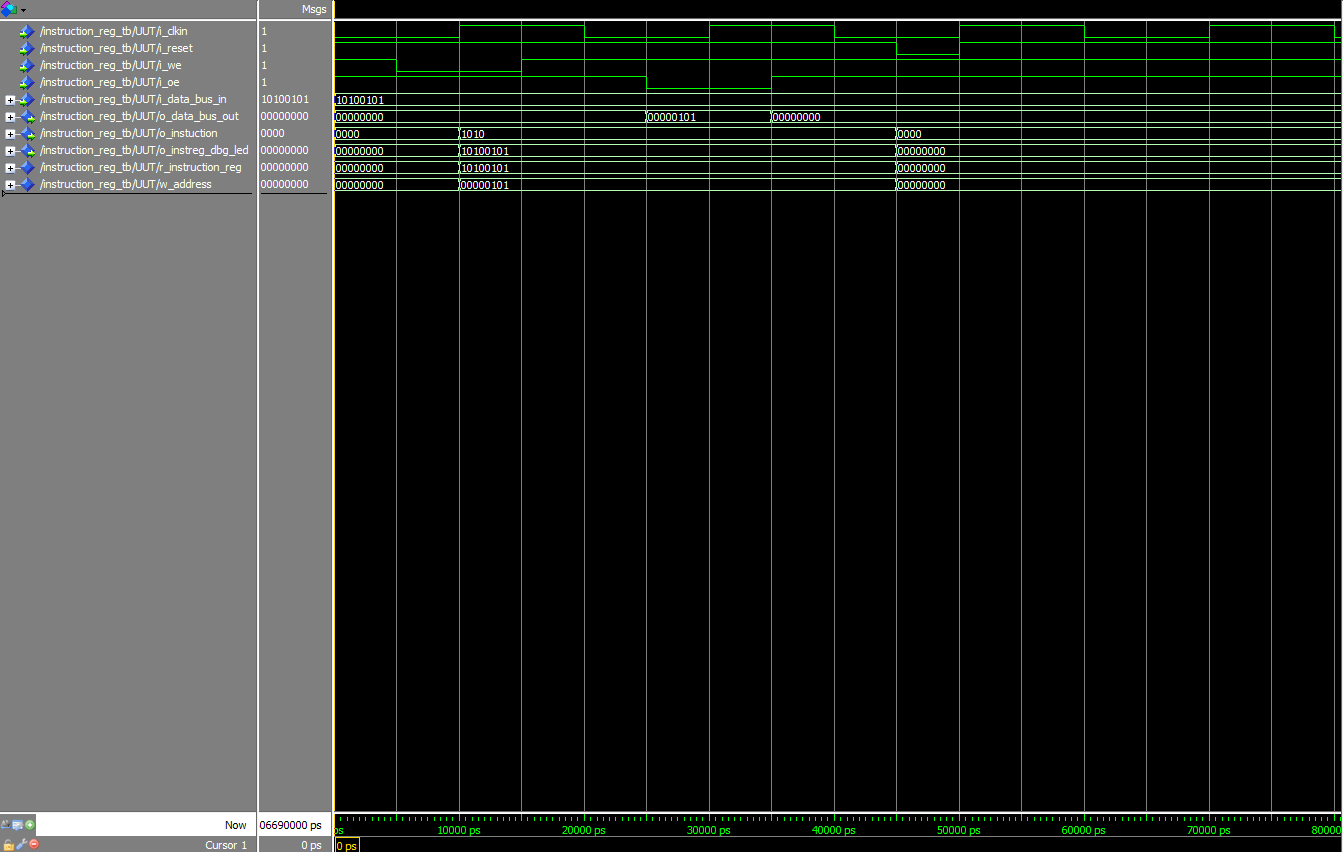 Msgs
/instruction_reg_tb/UUT/i_clkin 1
/instruction_reg_tb/UUT/i_reset 1
/instruction_reg_tb/UUT/i_we 1
/instruction_reg_tb/UUT/i_oe 1
/instruction_reg_tb/UUT/i_data_bus_in 10100101 10100101
/instruction_reg_tb/UUT/o_data_bus_out 00000000 00000000 00000101 00000000
/instruction_reg_tb/UUT/o_instuction 0000 0000 1010 0000
/instruction_reg_tb/UUT/o_instreg_dbg_led 00000000 00000000 10100101 00000000
/instruction_reg_tb/UUT/r_instruction_reg 00000000 00000000 10100101 00000000
/instruction_reg_tb/UUT/w_address 00000000 00000000 00000101 00000000
Now 06690000 ps ps 10000 ps 20000 ps 30000 ps 40000 ps 50000 ps 60000 ps 70000 ps 80000
Cursor 1 0 ps 0 ps